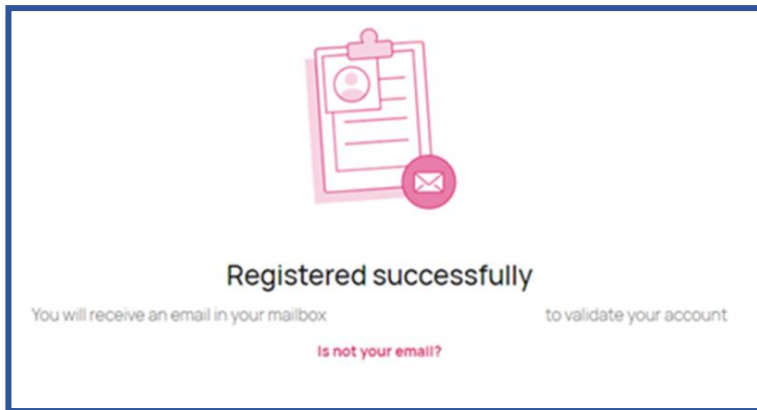 Registered successfully
You will receive an email in your mailbox to validate your account
Is not your email?